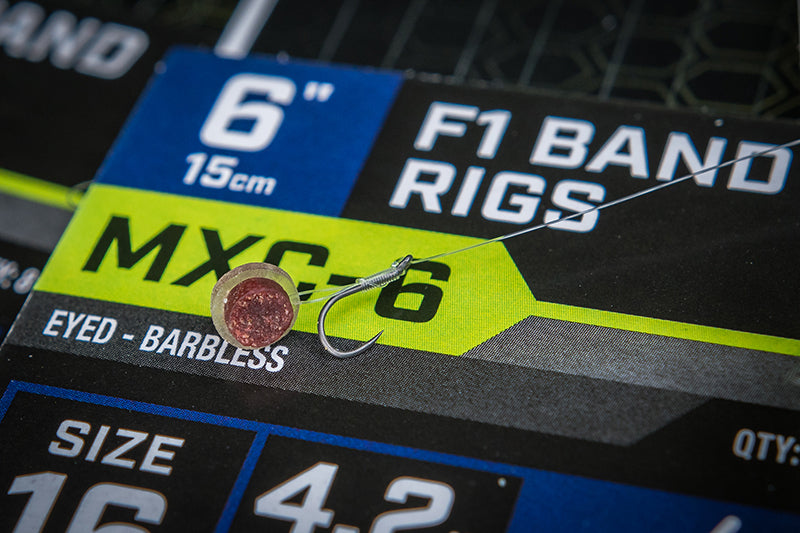 BAND
6"
15cm
F1 BAND
RIGS
MXC-6
EYED - BARBLESS
SIZE
16
4.2
QTY: